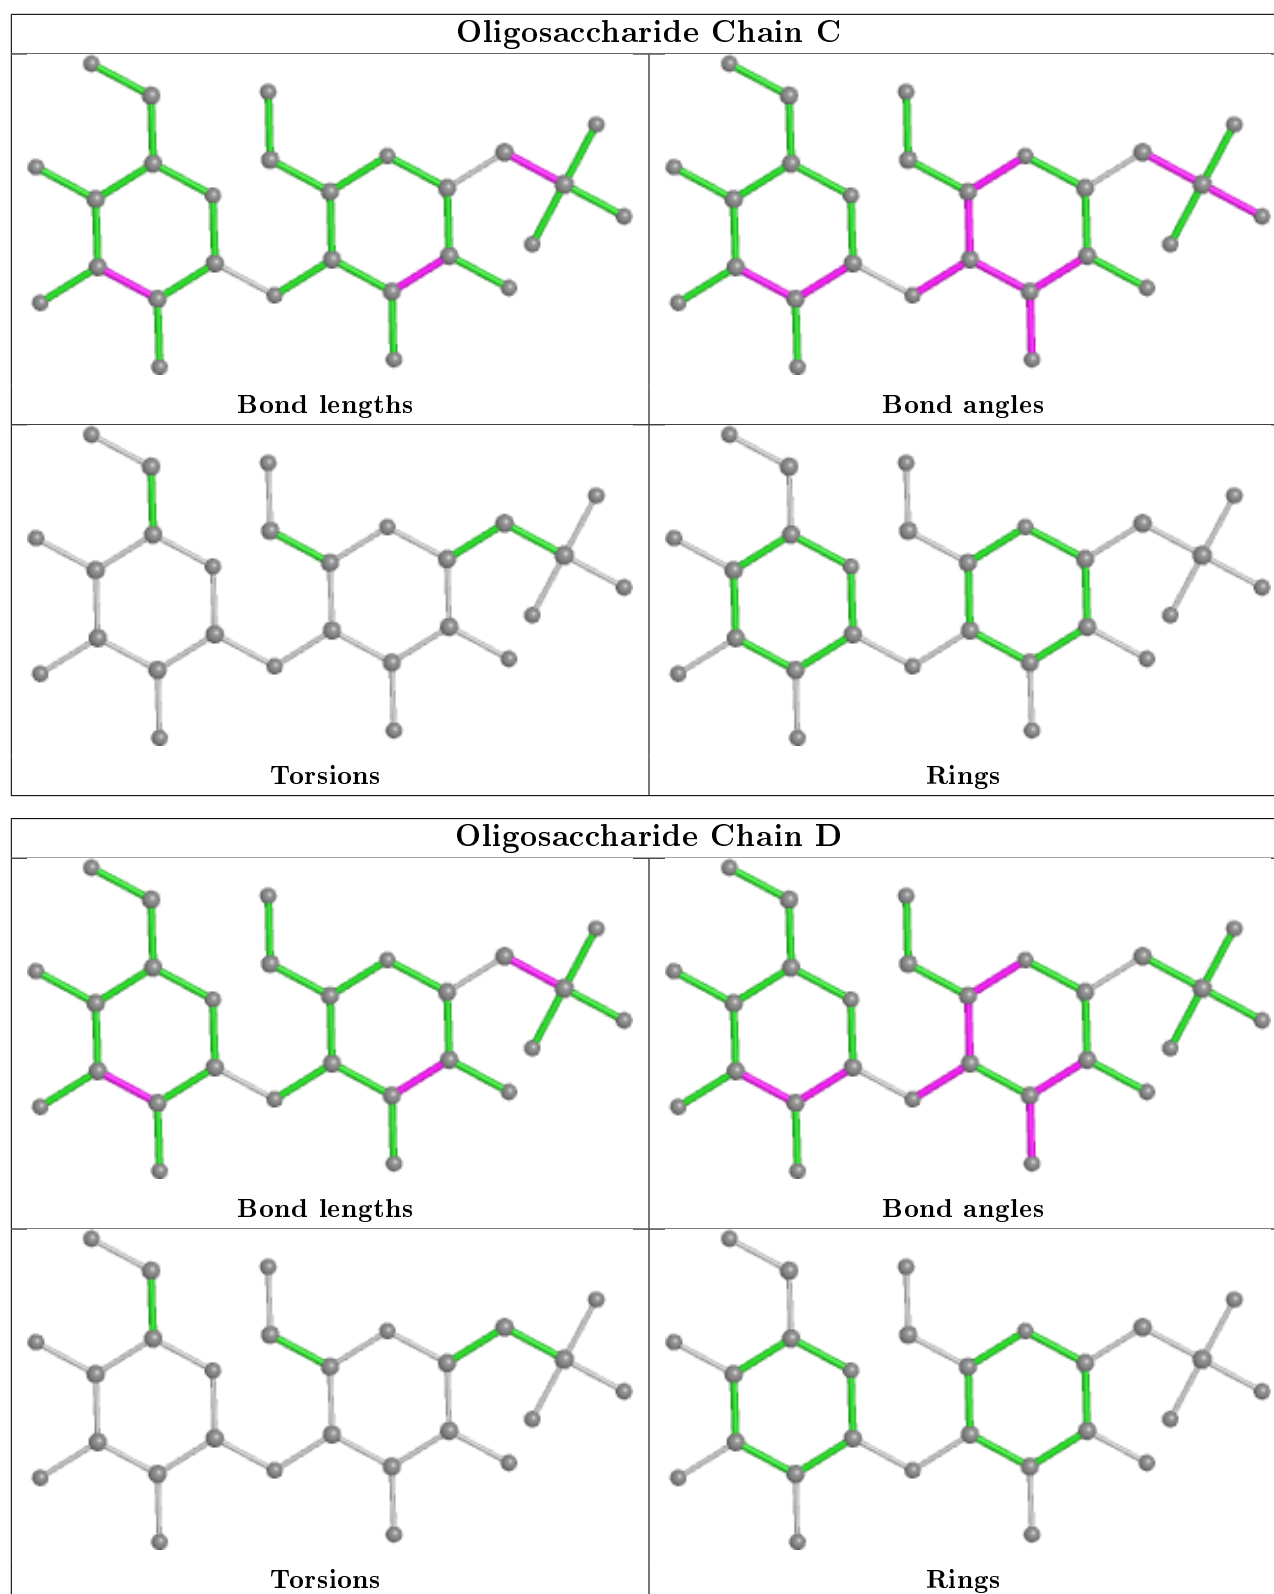 Oligosaccharide Chain C
Bond lengths
Bond angles
Torsions
Rings
Oligosaccharide Chain D
Bond lengths
Bond angles
Torsions
Rings